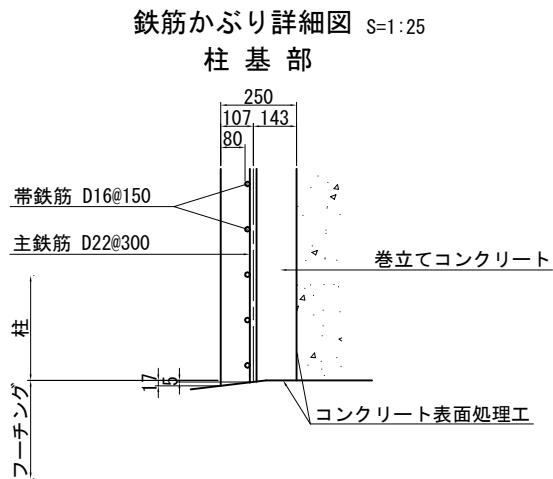 鉄筋かぶり詳細図 S=1:25
柱 基 部
250
107 143
80
帯鉄筋 D16@150
主鉄筋 D22@300
巻立てコンクリート
柱
17
5
フーチング
コンクリート表面処理工